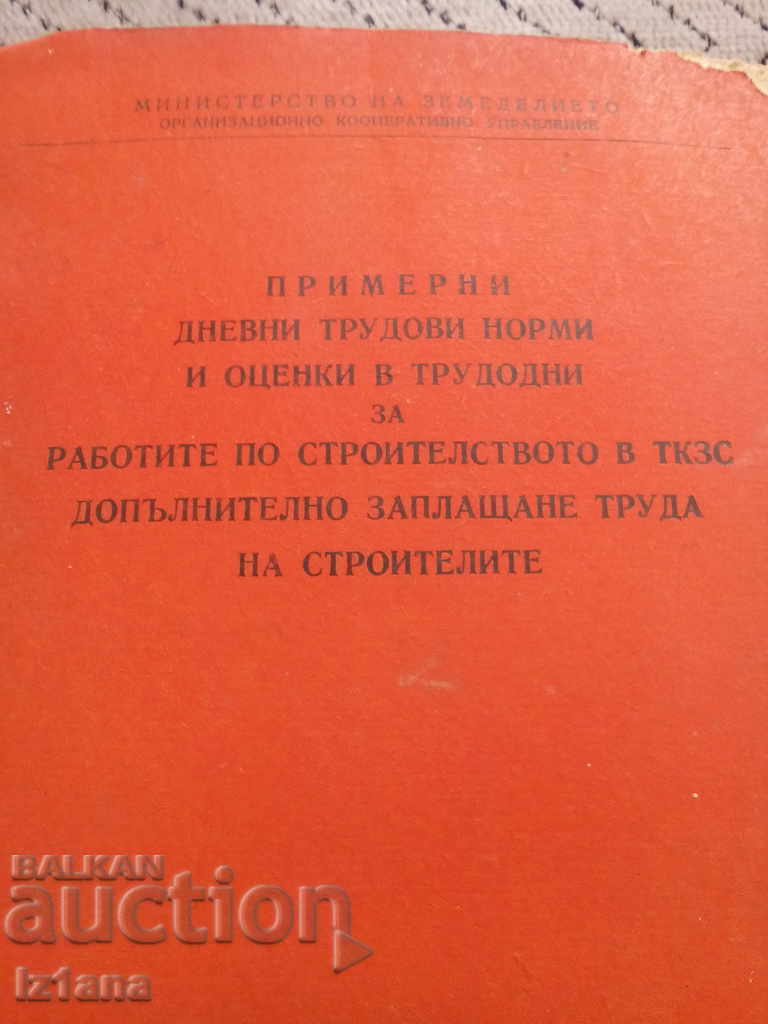 МИНИСТЕРСТВО НА ЗЕМЕДЕЛИЕТО
ОРГАНИЗАЦИОННО КООПЕРАТИВНО УПРАВЛЕНИЕ
ПРИМЕРНИ
ДНЕВНИ ТРУДОВИ НОРМИ
И ОЦЕНКИ В ТРУДОДНИ
ЗА
РАБОТИТЕ ПО СТРОИТЕЛСТВОТО В ТКЗС
ДОПЪЛНИТЕЛНО ЗАПЛАЩАНЕ ТРУДА
НА СТРОИТЕЛИТЕ
BALKAN
auction
Iz1ana